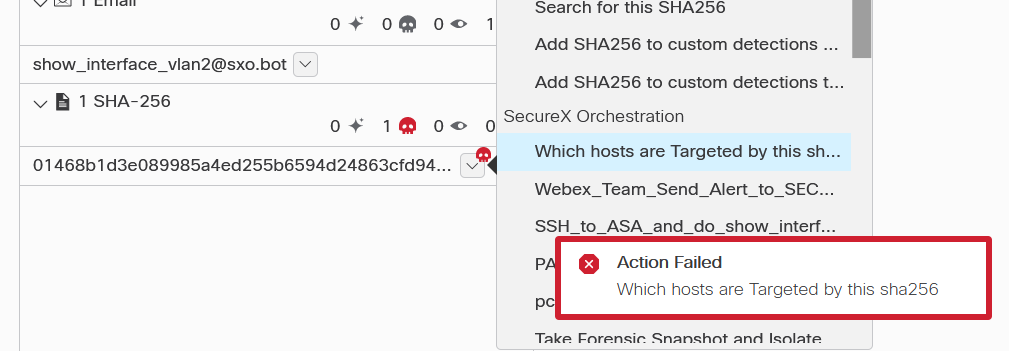 1 Email
0 0 0 1
show_interface_vlan2@sxo.bot
1 SHA-256
0 1 0 0
01468b1d3e089985a4ed255b6594d24863cfd94...
Search for this SHA256
Add SHA256 to custom detections ...
Add SHA256 to custom detections t...
SecureX Orchestration
Which hosts are Targeted by this sh...
Webex_Team_Send_Alert_to_SEC...
SSH_to_ASA_and_do_show_interf...
PA
pc
Take Forensic Snapshot and Isolate
Action Failed
Which hosts are Targeted by this sha256